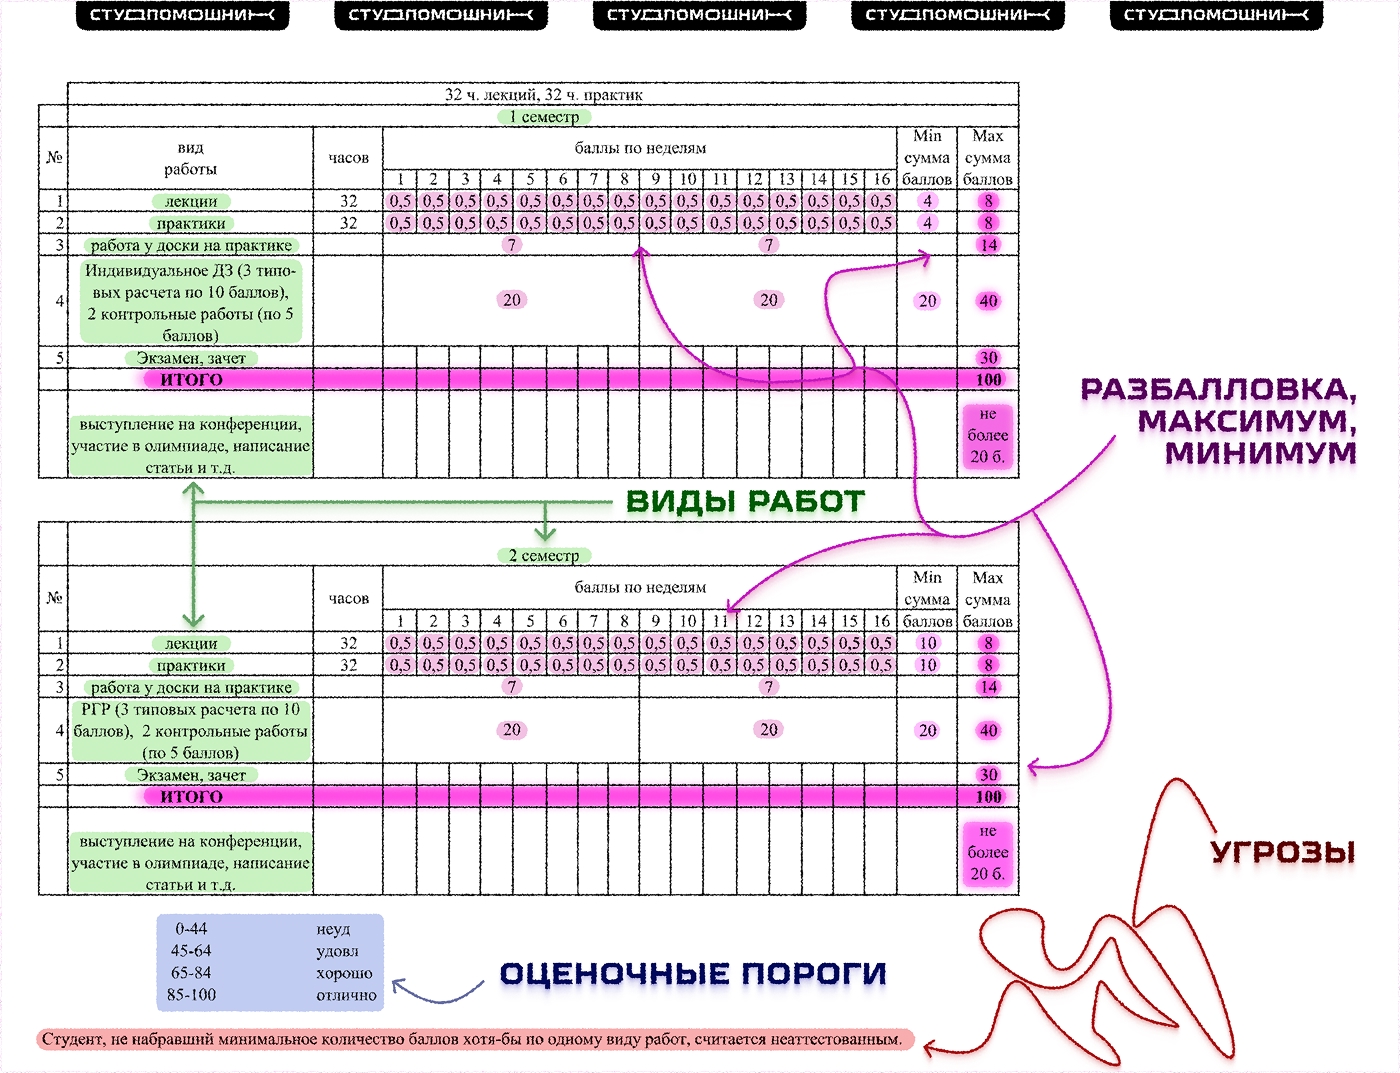 СТУДПОМОШНИК СТУДПОМОШНИК СТУДПОМОШНИК СТУДПОМОШНИК СТУДПОМОШНИК
32 ч. лекций, 32 ч. практик
1 семестр
№ вид работы часов баллы по неделям Min сумма баллов Max сумма баллов
1 2 3 4 5 6 7 8 9 10 11 12 13 14 15 16
1 лекции 32 0,5 0,5 0,5 0,5 0,5 0,5 0,5 0,5 0,5 0,5 0,5 0,5 0,5 0,5 0,5 0,5 4 8
2 практики 32 0,5 0,5 0,5 0,5 0,5 0,5 0,5 0,5 0,5 0,5 0,5 0,5 0,5 0,5 0,5 0,5 4 8
3 работа у доски на практике 7 7 14
Индивидуальное ДЗ (3 типо-
вых расчета по 10 баллов),
4 2 контрольные работы (по 5 20 20 20 40
баллов)
5 Экзамен, зачет 30
ИТОГО 100
выступление на конференции,
участие в олимпиаде, написание
статьи и т.д.
не
более
20 б.
РАЗБАЛЛОВКА,
МАКСИМУМ,
МИНИМУМ
ВИДЫ РАБОТ
2 семестр
№ часов баллы по неделям Min сумма баллов Max сумма баллов
1 2 3 4 5 6 7 8 9 10 11 12 13 14 15 16
1 лекции 32 0,5 0,5 0,5 0,5 0,5 0,5 0,5 0,5 0,5 0,5 0,5 0,5 0,5 0,5 0,5 0,5 10 8
2 практики 32 0,5 0,5 0,5 0,5 0,5 0,5 0,5 0,5 0,5 0,5 0,5 0,5 0,5 0,5 0,5 0,5 10 8
3 работа у доски на практике 7 7 14
РГР (3 типовых расчета по 10
4 баллов), 2 контрольные работы 20 20 20 40
(по 5 баллов)
5 Экзамен, зачет 30
ИТОГО 100
выступление на конференции,
участие в олимпиаде, написание
статьи и т.д.
не
более
20 б.
УГРОЗЫ
0-44 неуд
45-64 удовл
65-84 хорошо
85-100 отлично
ОЦЕНОЧНЫЕ ПОРОГИ
Студент, не набравший минимальное количество баллов хотя-бы по одному виду работ, считается неаттестованным.